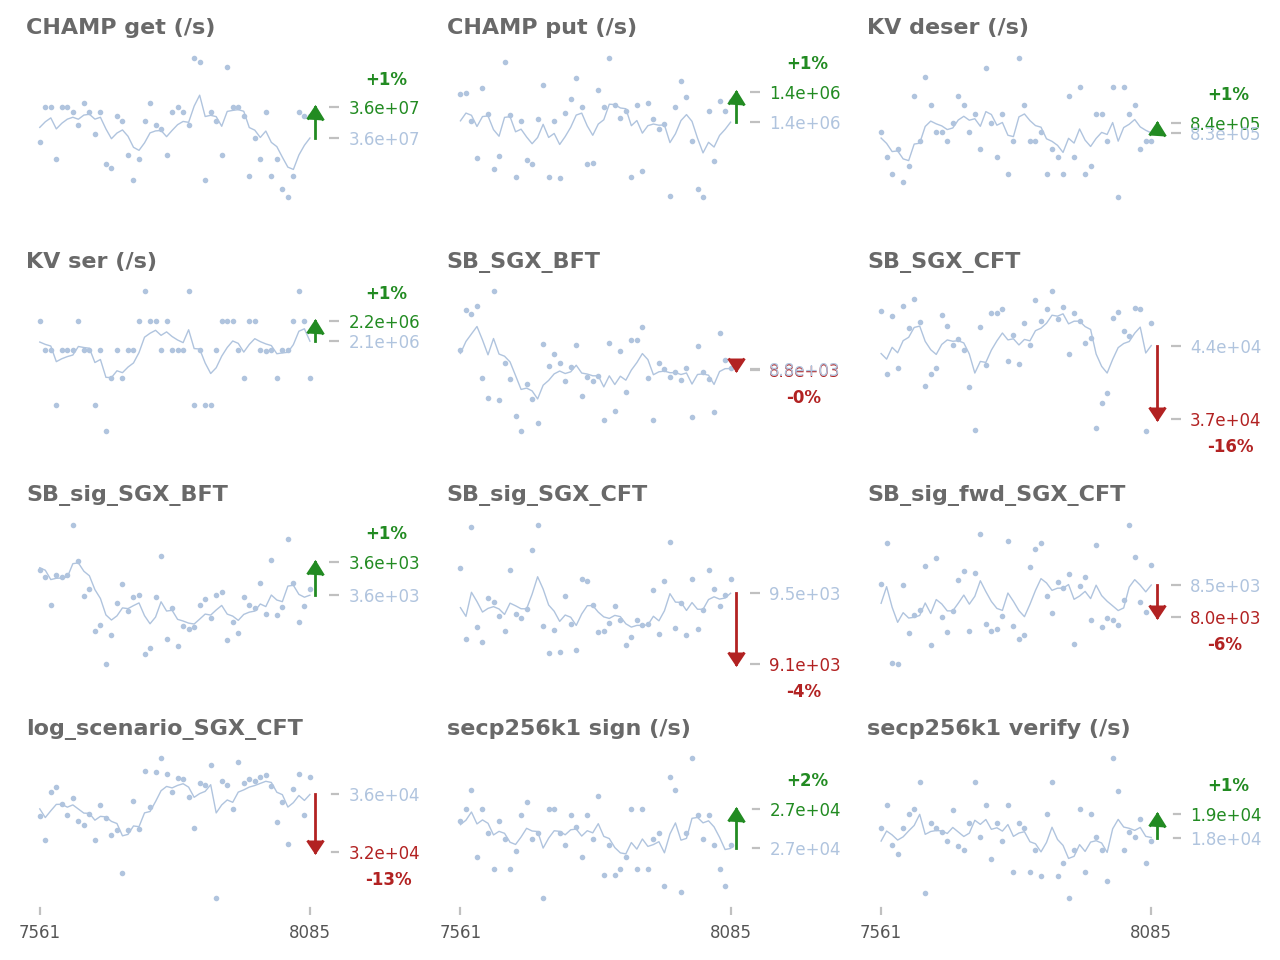 CHAMP get (/s)
+1%
3.6e+07
3.6e+07
CHAMP put (/s)
+1%
1.4e+06
1.4e+06
KV deser (/s)
+1%
8.4e+05
8.3e+05
KV ser (/s)
+1%
2.2e+06
2.1e+06
SB_SGX_BFT
8.8e+03
-0%
SB_SGX_CFT
4.4e+04
3.7e+04
-16%
SB_sig_SGX_BFT
+1%
3.6e+03
3.6e+03
SB_sig_SGX_CFT
9.5e+03
9.1e+03
-4%
SB_sig_fwd_SGX_CFT
8.5e+03
8.0e+03
-6%
log_scenario_SGX_CFT
3.6e+04
3.2e+04
-13%
7561
8085
secp256k1 sign (/s)
+2%
2.7e+04
2.7e+04
7561
8085
secp256k1 verify (/s)
+1%
1.9e+04
1.8e+04
7561
8085